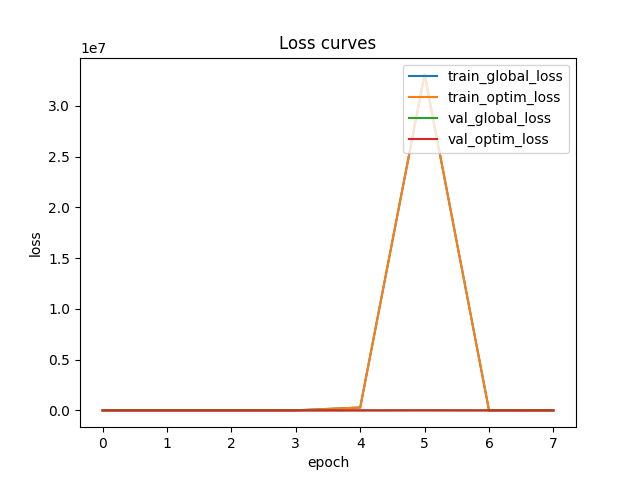 Loss curves
1e7
train_global_loss
train_optim_loss
val_global_loss
val_optim_loss
3.0
2.5
2.0
1.5
1.0
0.5
0.0
loss
0 1 2 3 4 5 6 7
epoch